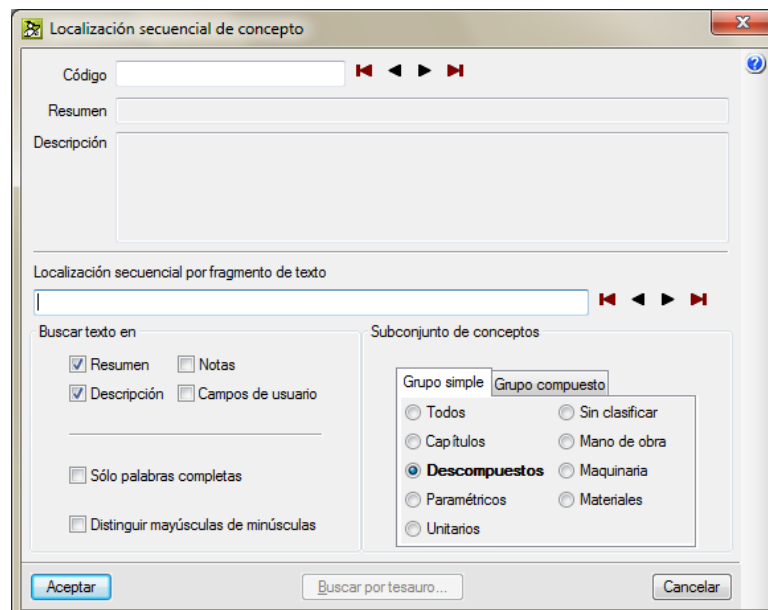 Localización secuencial de concepto
Código
Resumen
Descripción
Localización secuencial por fragmento de texto
Buscar texto en
Resumen Notas
Descripción Campos de usuario
Sólo palabras completas
Distinguir mayúsculas de minúsculas
Subconjunto de conceptos
Grupo simple Grupo compuesto
Todos Sin clasificar
Capítulos Mano de obra
Descompuestos Maquinaria
Paramétricos Materiales
Unitarios
Aceptar Buscar por tesauro... Cancelar